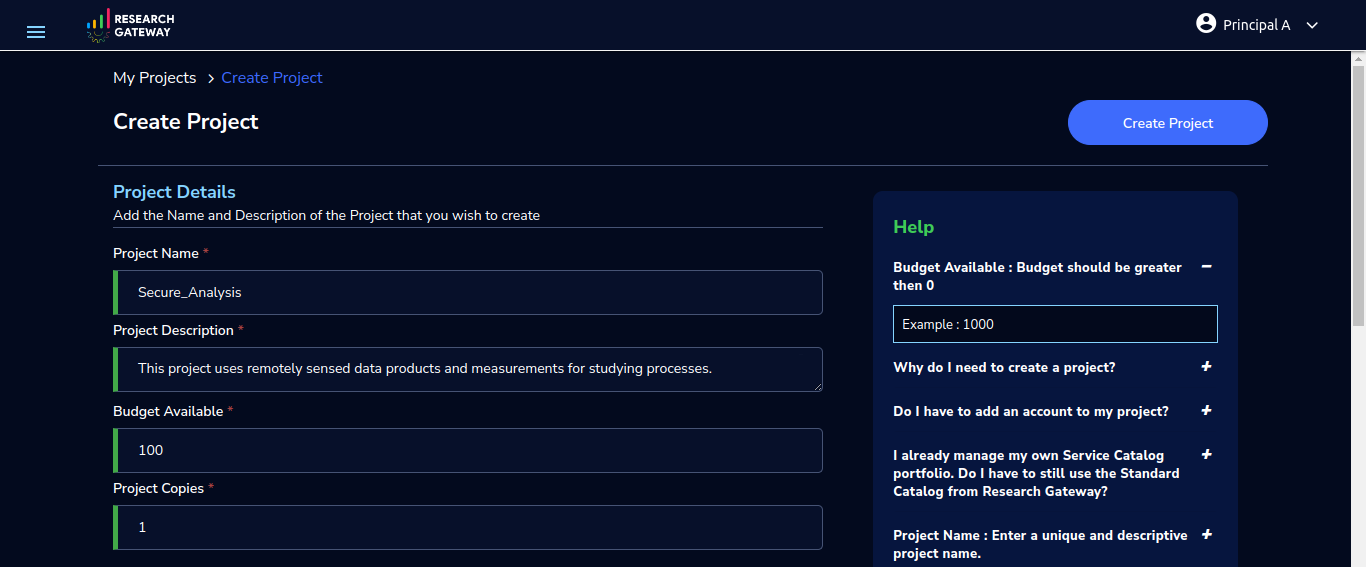 RESEARCH
GATEWAY
Principal A
My Projects > Create Project
Create Project
Create Project
Project Details
Add the Name and Description of the Project that you wish to create
Project Name *
Secure_Analysis
Project Description *
This project uses remotely sensed data products and measurements for studying processes.
Budget Available *
100
Project Copies *
1
Help
Budget Available : Budget should be greater
then 0
Example : 1000
Why do I need to create a project?
Do I have to add an account to my project?
I already manage my own Service Catalog
portfolio. Do I have to still use the Standard
Catalog from Research Gateway?
Project Name : Enter a unique and descriptive
project name.